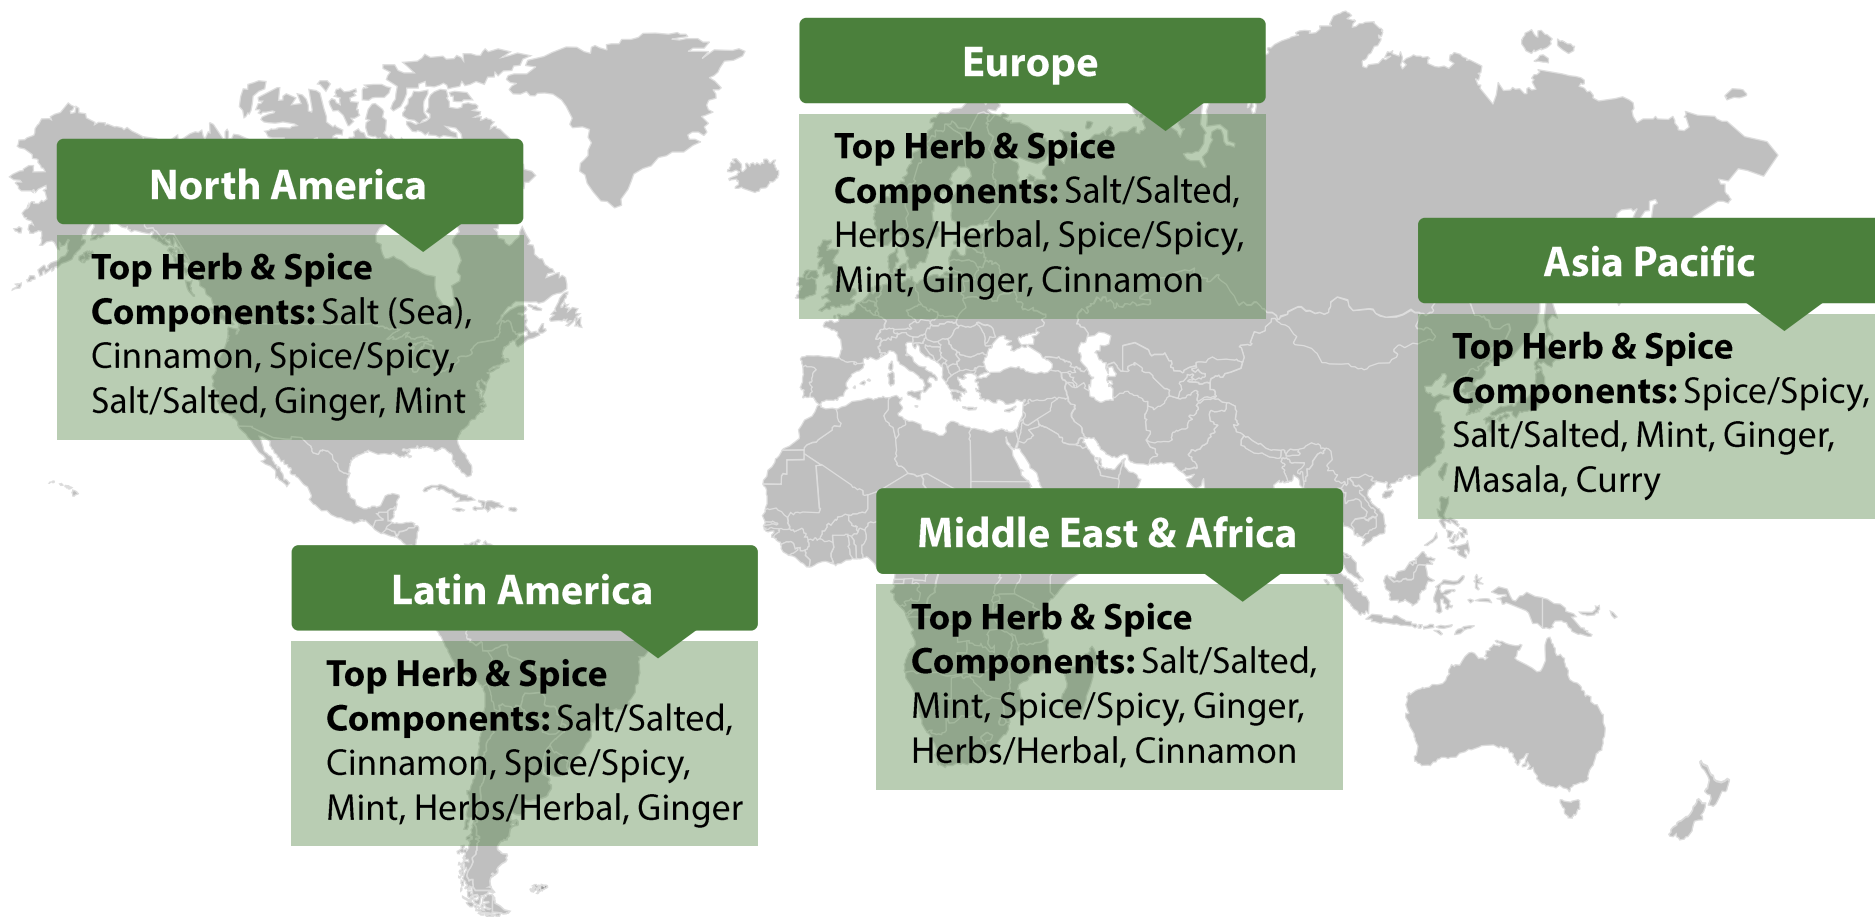 Europe
Top Herb & Spice
Components: Salt/Salted,
Herbs/Herbal, Spice/Spicy,
Mint, Ginger, Cinnamon
North America
Top Herb & Spice
Components: Salt (Sea),
Cinnamon, Spice/Spicy,
Salt/Salted, Ginger, Mint
Asia Pacific
Top Herb & Spice
Components: Spice/Spicy,
Salt/Salted, Mint, Ginger,
Masala, Curry
Middle East & Africa
Top Herb & Spice
Components: Salt/Salted,
Mint, Spice/Spicy, Ginger,
Herbs/Herbal, Cinnamon
Latin America
Top Herb & Spice
Components: Salt/Salted,
Cinnamon, Spice/Spicy,
Mint, Herbs/Herbal, Ginger